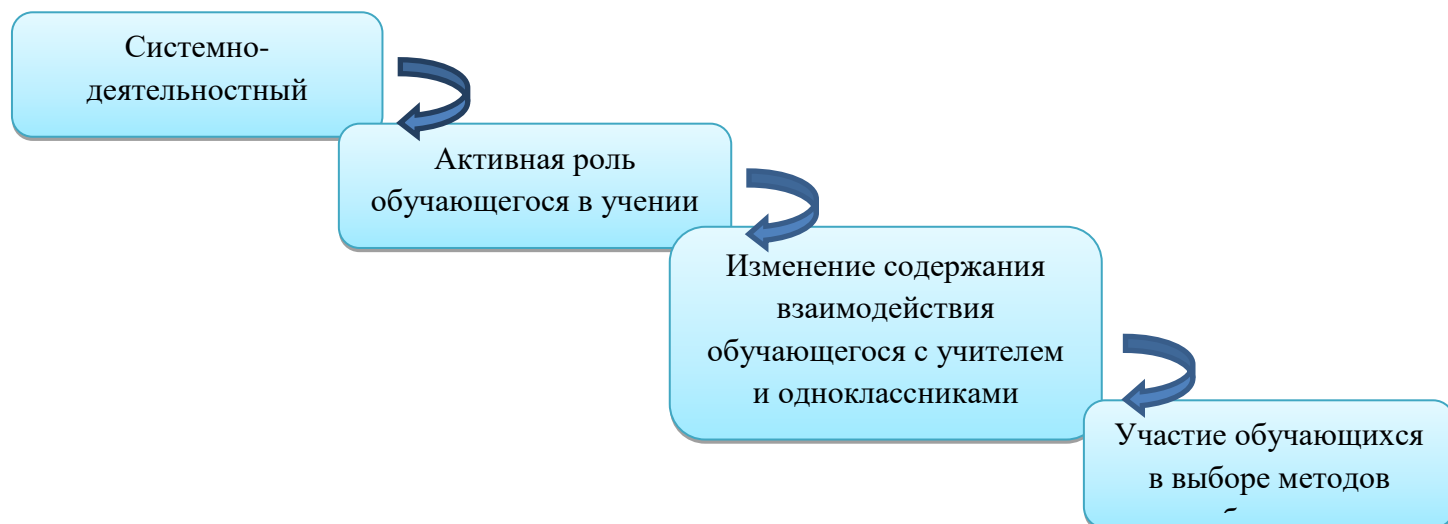 Системно-
деятельностный
Активная роль
обучающегося в учении
Изменение содержания
взаимодействия
обучающегося с учителем
и одноклассниками
Участие обучающихся
в выборе методов